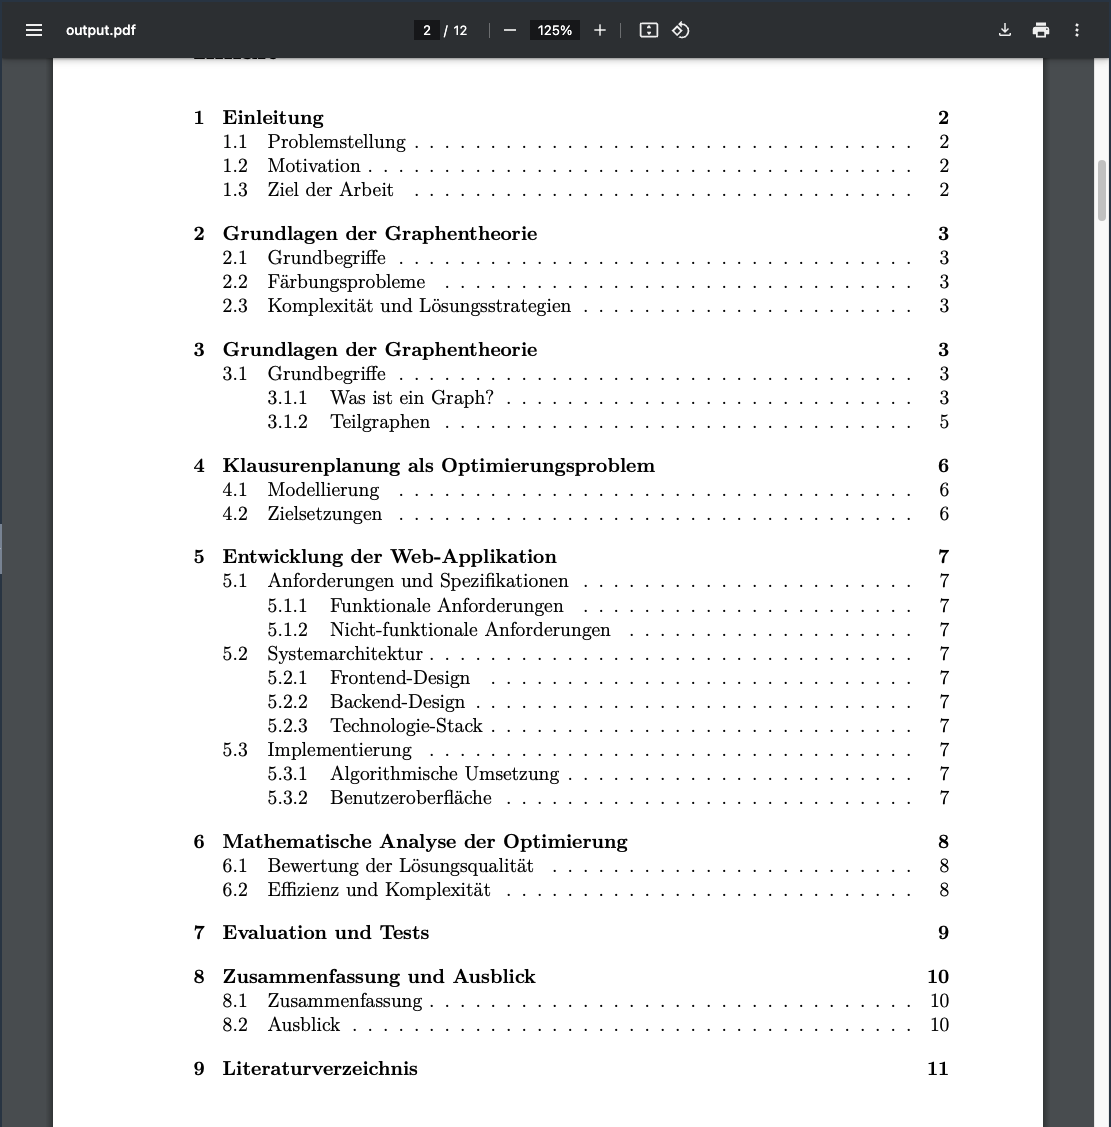 output.pdf
2 / 12
125%
1 Einleitung 2
1.1 Problemstellung . . . . . . . . . . . . . . . . . . . . . . . . . . . . . . . . . 2
1.2 Motivation . . . . . . . . . . . . . . . . . . . . . . . . . . . . . . . . . . . . 2
1.3 Ziel der Arbeit . . . . . . . . . . . . . . . . . . . . . . . . . . . . . . . . . 2
2 Grundlagen der Graphentheorie 3
2.1 Grundbegriffe . . . . . . . . . . . . . . . . . . . . . . . . . . . . . . . . . . 3
2.2 Färbungsprobleme . . . . . . . . . . . . . . . . . . . . . . . . . . . . . . . 3
2.3 Komplexität und Lösungsstrategien . . . . . . . . . . . . . . . . . . . . . . 3
3 Grundlagen der Graphentheorie 3
3.1 Grundbegriffe . . . . . . . . . . . . . . . . . . . . . . . . . . . . . . . . . . 3
3.1.1 Was ist ein Graph? . . . . . . . . . . . . . . . . . . . . . . . . . . . 3
3.1.2 Teilgraphen . . . . . . . . . . . . . . . . . . . . . . . . . . . . . . . 5
4 Klausurenplanung als Optimierungsproblem 6
4.1 Modellierung . . . . . . . . . . . . . . . . . . . . . . . . . . . . . . . . . . 6
4.2 Zielsetzungen . . . . . . . . . . . . . . . . . . . . . . . . . . . . . . . . . . 6
5 Entwicklung der Web-Applikation 7
5.1 Anforderungen und Spezifikationen . . . . . . . . . . . . . . . . . . . . . . 7
5.1.1 Funktionale Anforderungen . . . . . . . . . . . . . . . . . . . . . . 7
5.1.2 Nicht-funktionale Anforderungen . . . . . . . . . . . . . . . . . . . 7
5.2 Systemarchitektur . . . . . . . . . . . . . . . . . . . . . . . . . . . . . . . . 7
5.2.1 Frontend-Design . . . . . . . . . . . . . . . . . . . . . . . . . . . . 7
5.2.2 Backend-Design . . . . . . . . . . . . . . . . . . . . . . . . . . . . . 7
5.2.3 Technologie-Stack . . . . . . . . . . . . . . . . . . . . . . . . . . . . 7
5.3 Implementierung . . . . . . . . . . . . . . . . . . . . . . . . . . . . . . . . 7
5.3.1 Algorithmische Umsetzung . . . . . . . . . . . . . . . . . . . . . . . 7
5.3.2 Benutzeroberfläche . . . . . . . . . . . . . . . . . . . . . . . . . . . 7
6 Mathematische Analyse der Optimierung 8
6.1 Bewertung der Lösungsqualität . . . . . . . . . . . . . . . . . . . . . . . . 8
6.2 Effizienz und Komplexität . . . . . . . . . . . . . . . . . . . . . . . . . . . 8
7 Evaluation und Tests 9
8 Zusammenfassung und Ausblick 10
8.1 Zusammenfassung . . . . . . . . . . . . . . . . . . . . . . . . . . . . . . . . 10
8.2 Ausblick . . . . . . . . . . . . . . . . . . . . . . . . . . . . . . . . . . . . . 10
9 Literaturverzeichnis 11